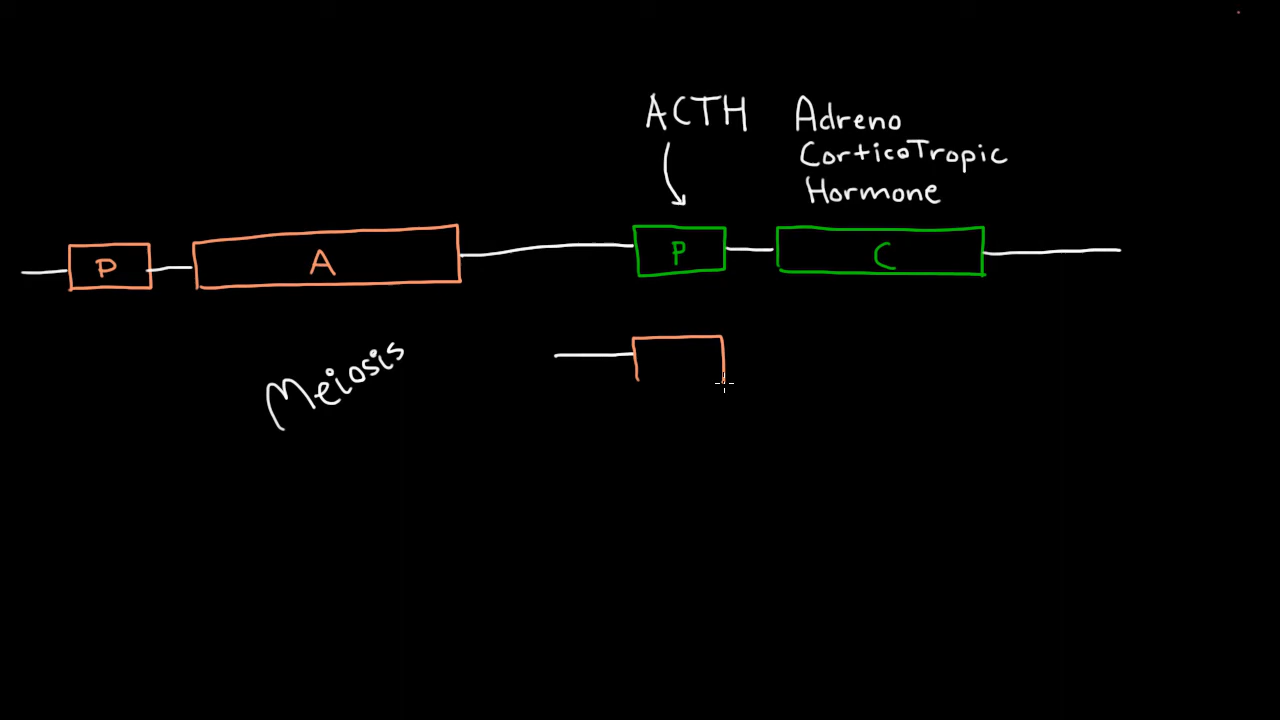 ACTH
Adreno
CorticoTropic
Hormone
P
A
P
C
Meiosis